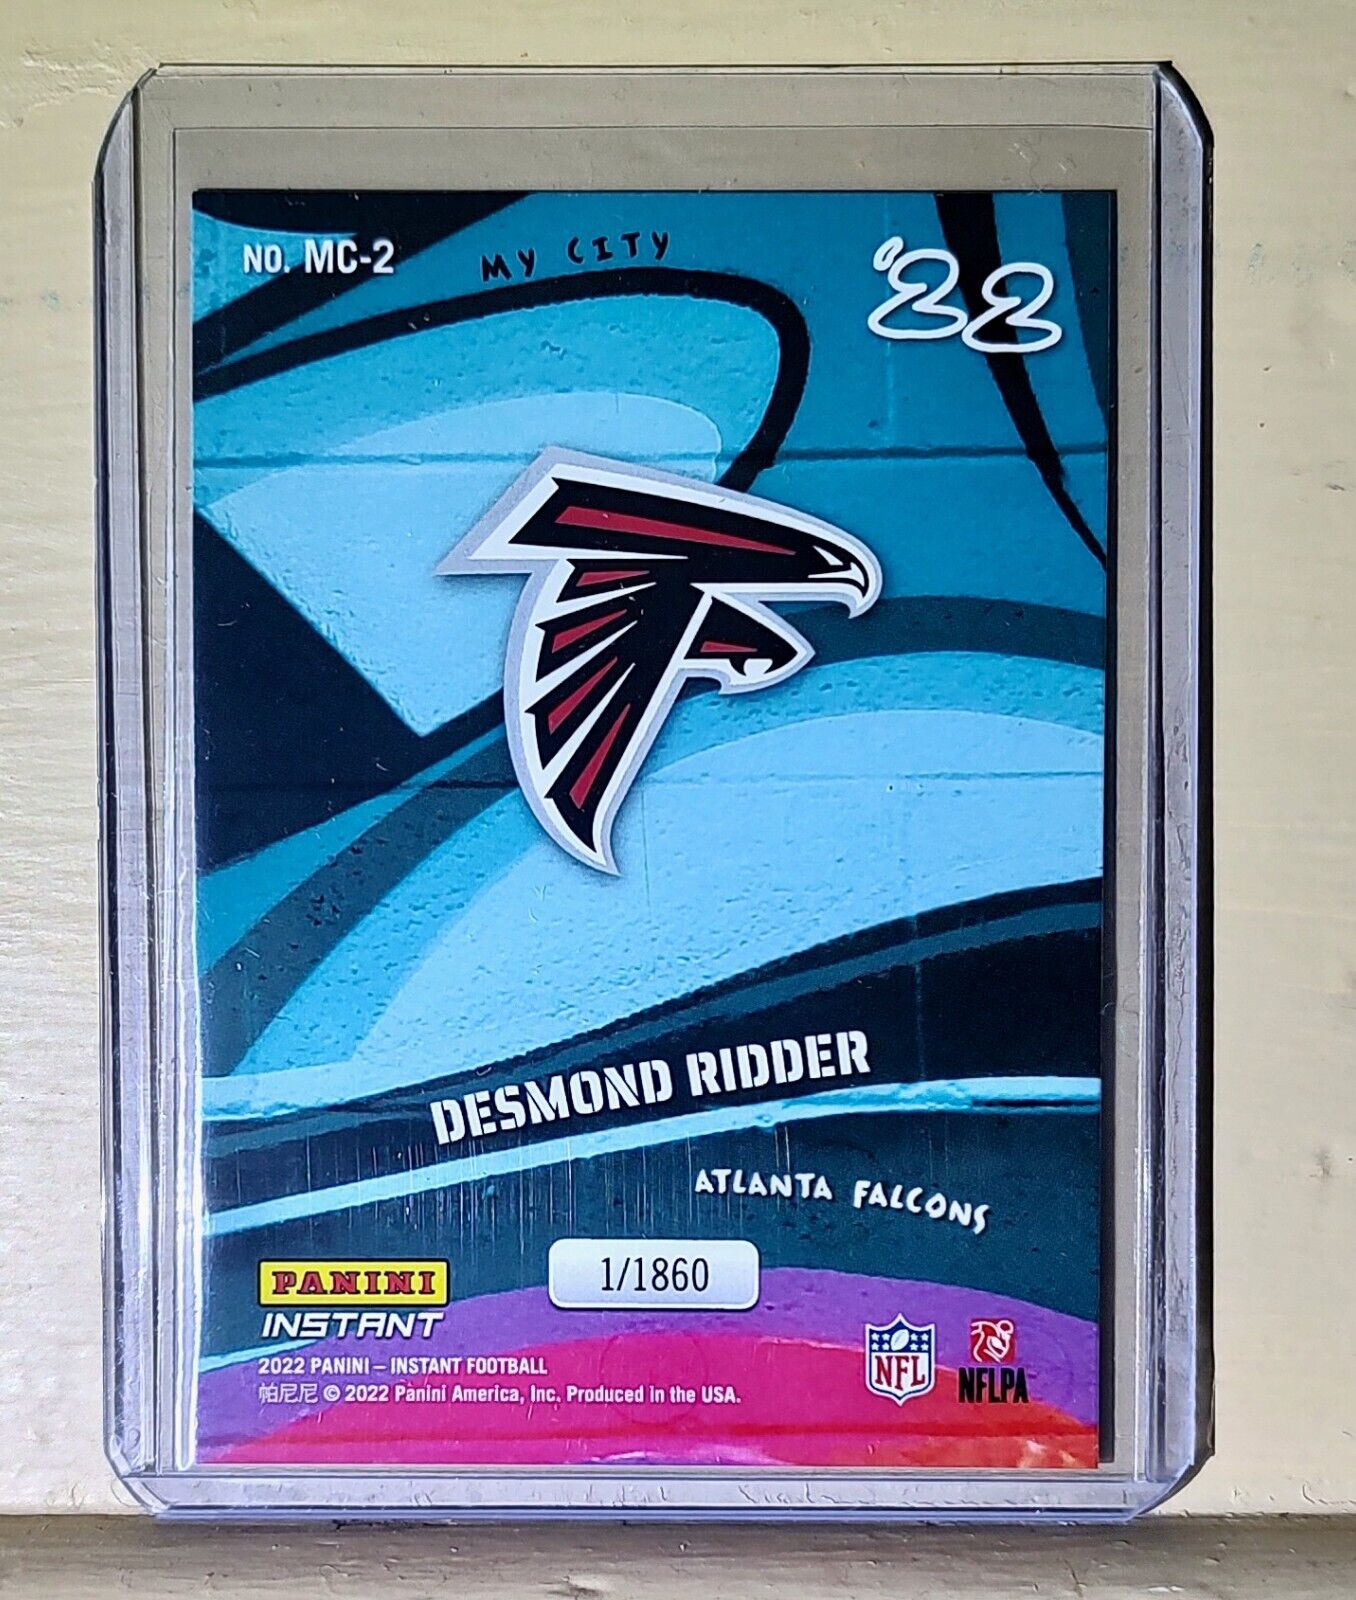 NO. MC-2
MY CITY
'22
DESMOND RIDDER
ATLANTA FALCONS
1/1860
PANINI
INSTANT
2022 PANINI – INSTANT FOOTBALL
帕尼尼 © 2022 Panini America, Inc. Produced in the USA.
NFL
NFLPA